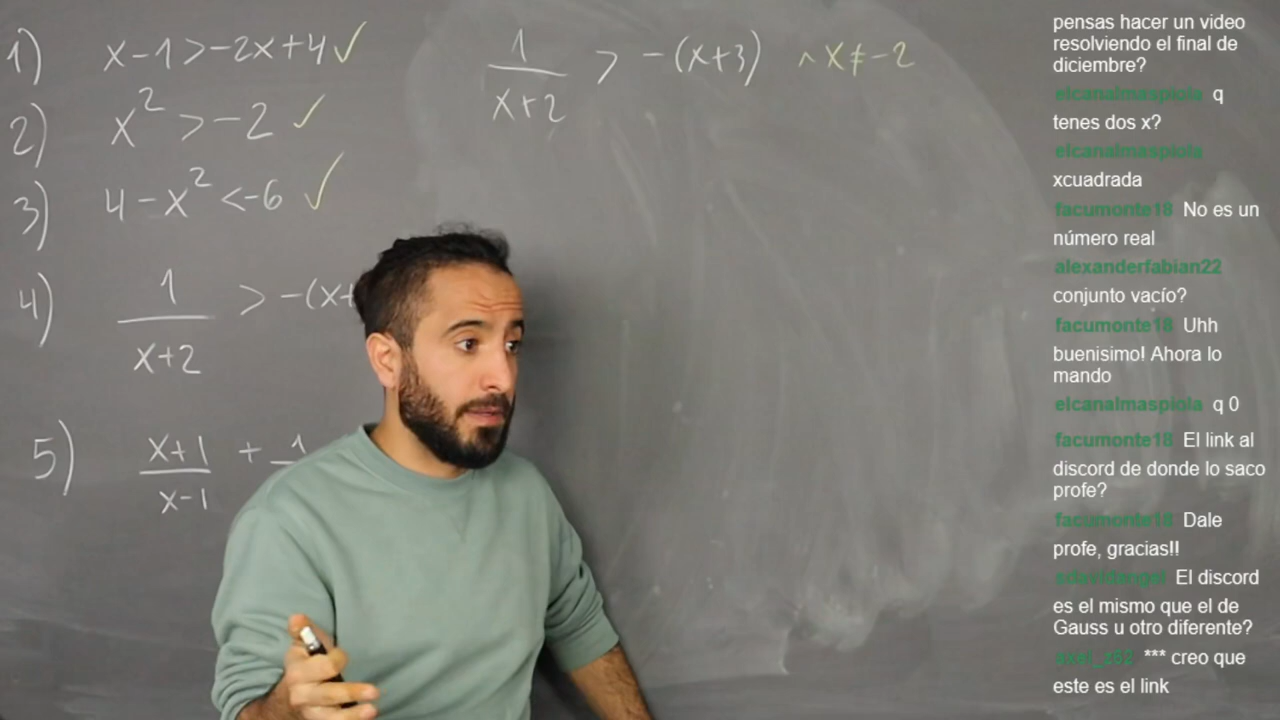 1) x-1>-2x+4 ✓
2) x² >-2 ✓
3) 4-x² <-6 ✓
4) 1/(x+2) > -(x+
5) (x+1)/(x-1) + 1
1/(x+2) > -(x+3) ∧ x≠-2
pensas hacer un video
resolviendo el final de
diciembre?
elcanalmaspiola q
tenes dos x?
elcanalmaspiola
xcuadrada
facumonte18 No es un
número real
alexanderfabian22
conjunto vacío?
facumonte18 Uhh
buenisimo! Ahora lo
mando
elcanalmaspiola q 0
facumonte18 El link al
discord de donde lo saco
profe?
facumonte18 Dale
profe, gracias!!
El discord
es el mismo que el de
Gauss u otro diferente?
*** creo que
este es el link